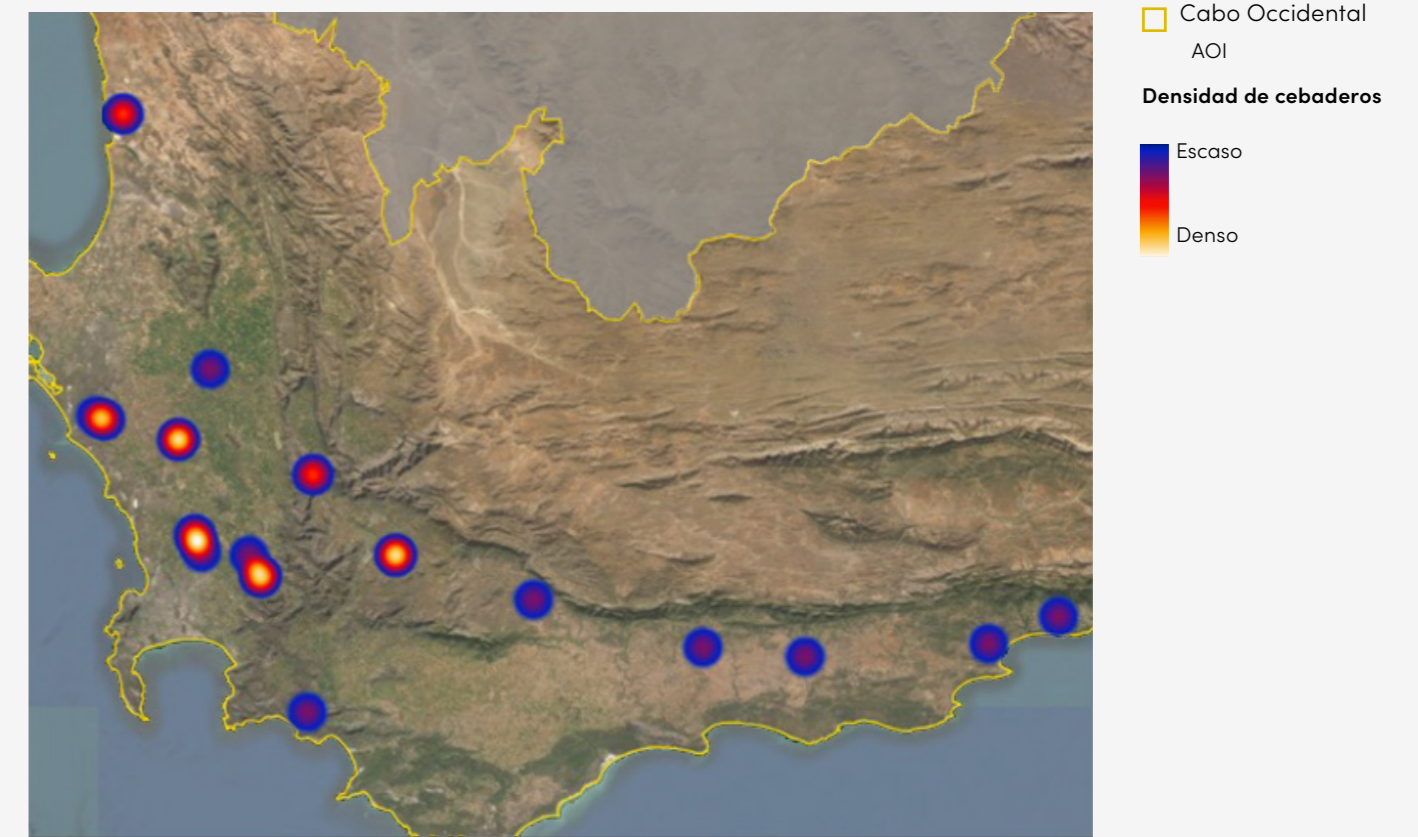 Cabo Occidental
AOI
Densidad de cebaderos
Escaso
Denso